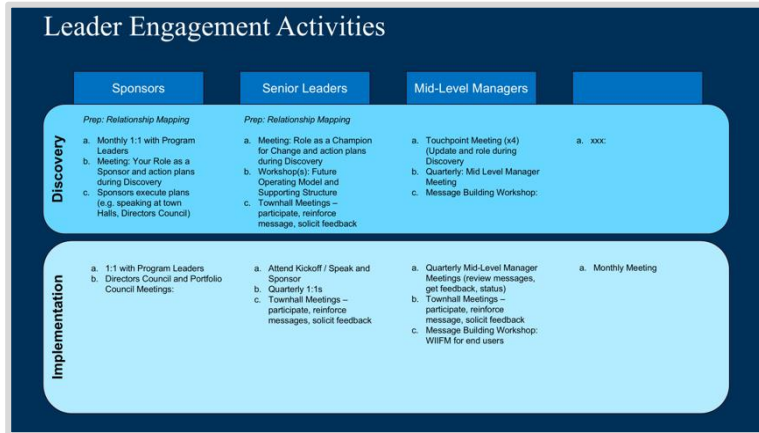 Leader Engagement Activities
Sponsors
Senior Leaders
Mid-Level Managers
Discovery
Prep: Relationship Mapping
a. Monthly 1:1 with Program
Leaders
b. Meeting: Your Role as a
Sponsor and action plans
during Discovery
c. Sponsors execute plans
(e.g. speaking at town
Halls, Directors Council)
Prep: Relationship Mapping
a. Meeting: Role as a Champion
for Change and action plans
during Discovery
b. Workshop(s): Future
Operating Model and
Supporting Structure
c. Townhall Meetings –
participate, reinforce
message, solicit feedback
a. Touchpoint Meeting (x4)
(Update and role during
Discovery
b. Quarterly: Mid Level Manager
Meeting
c. Message Building Workshop:
a. xxx:
Implementation
a. 1:1 with Program Leaders
b. Directors Council and Portfolio
Council Meetings:
a. Attend Kickoff / Speak and
Sponsor
b. Quarterly 1:1s
c. Townhall Meetings –
participate, reinforce
messages, solicit feedback
a. Quarterly Mid-Level Manager
Meetings (review messages,
get feedback, status)
b. Townhall Meetings –
participate, reinforce
message, solicit feedback
c. Message Building Workshop:
WIIFM for end users
a. Monthly Meeting